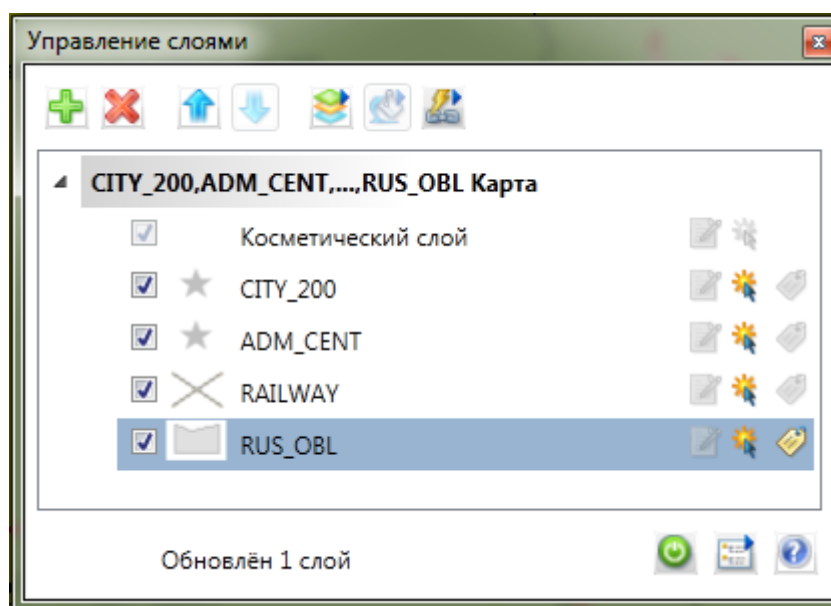 Управление слоями
CITY_200,ADM_CENT,...,RUS_OBL Карта
Косметический слой
CITY_200
ADM_CENT
RAILWAY
RUS_OBL
Обновлён 1 слой